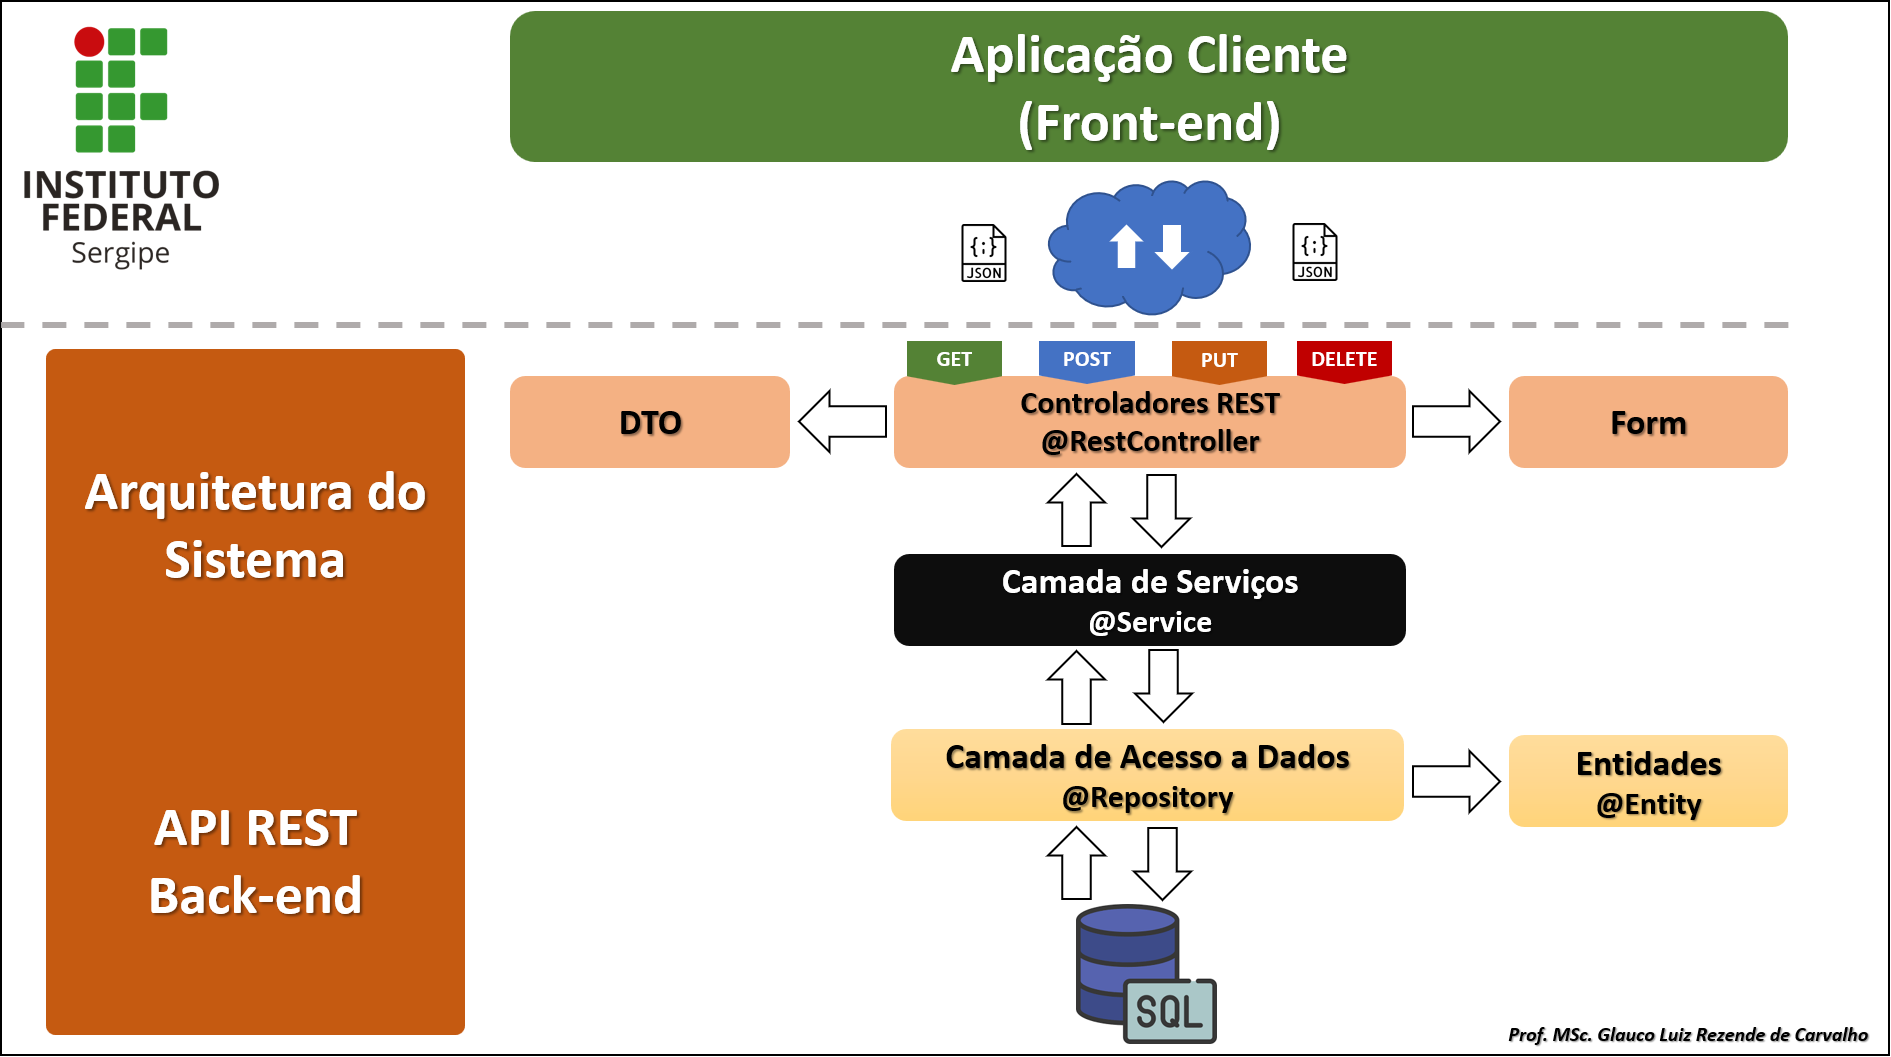 INSTITUTO
FEDERAL
Sergipe
Aplicação Cliente
(Front-end)
{;}
JSON
{;}
JSON
GET
POST
PUT
DELETE
DTO
Controladores REST
@RestController
Form
Arquitetura do
Sistema
API REST
Back-end
Camada de Serviços
@Service
Camada de Acesso a Dados
@Repository
Entidades
@Entity
SQL
Prof. MSc. Glauco Luiz Rezende de Carvalho